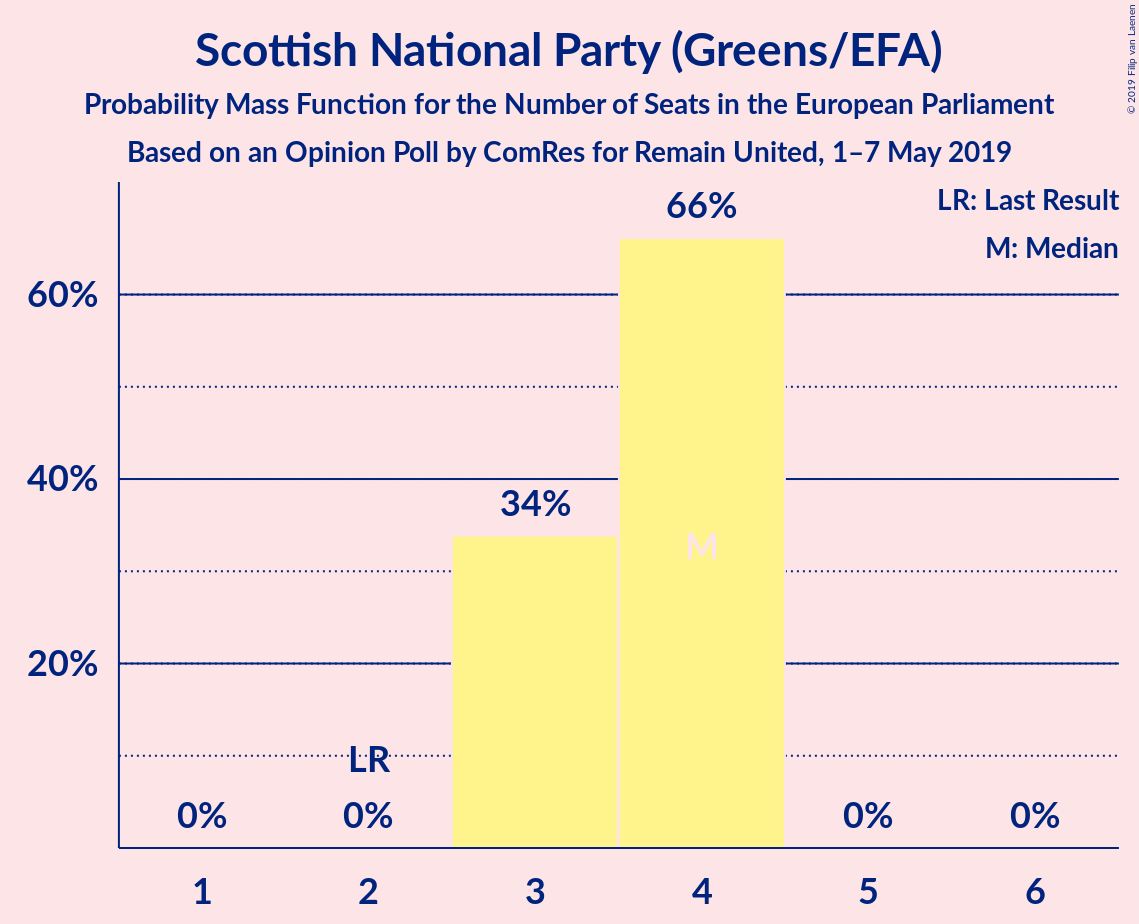 Scottish National Party (Greens/EFA)
Probability Mass Function for the Number of Seats in the European Parliament
Based on an Opinion Poll by ComRes for Remain United, 1–7 May 2019
© 2019 Filip van Laenen
LR: Last Result
M: Median
66%
60%
40%
34%
M
20%
LR
0% 0% 0% 0%
1 2 3 4 5 6